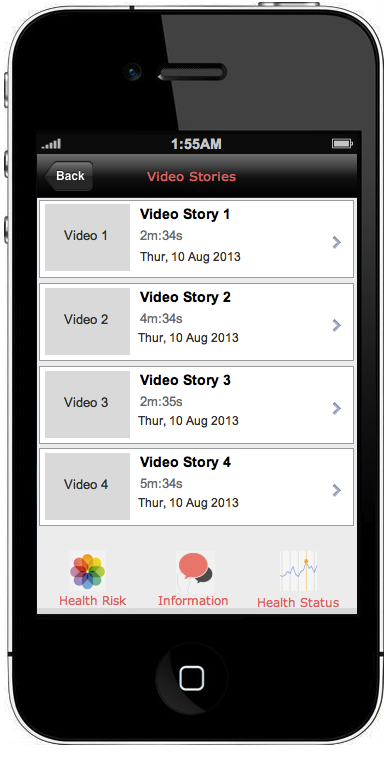 1:55AM
Back
Video Stories
Video 1
Video Story 1
2m:34s
Thur, 10 Aug 2013
Video 2
Video Story 2
4m:34s
Thur, 10 Aug 2013
Video 3
Video Story 3
2m:35s
Thur, 10 Aug 2013
Video 4
Video Story 4
5m:34s
Thur, 10 Aug 2013
Health Risk
Information
Health Status